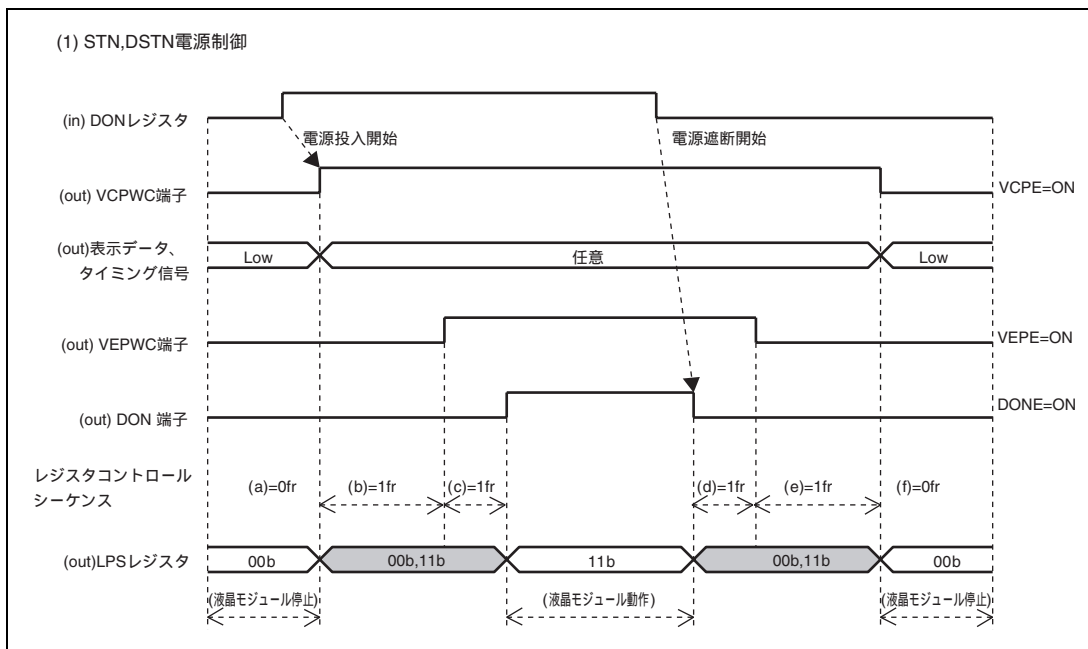 (1) STN,DSTN電源制御
(in) DONレジスタ
電源投入開始
電源遮断開始
(out) VCPWC端子
VCPE=ON
(out)表示データ、
タイミング信号
Low
任意
Low
(out) VEPWC端子
VEPE=ON
(out) DON 端子
DONE=ON
レジスタコントロール
シーケンス
(a)=0fr
(b)=1fr
(c)=1fr
(d)=1fr
(e)=1fr
(f)=0fr
(out)LPSレジスタ
00b
00b,11b
11b
00b,11b
00b
(液晶モジュール停止)
(液晶モジュール動作)
(液晶モジュール停止)